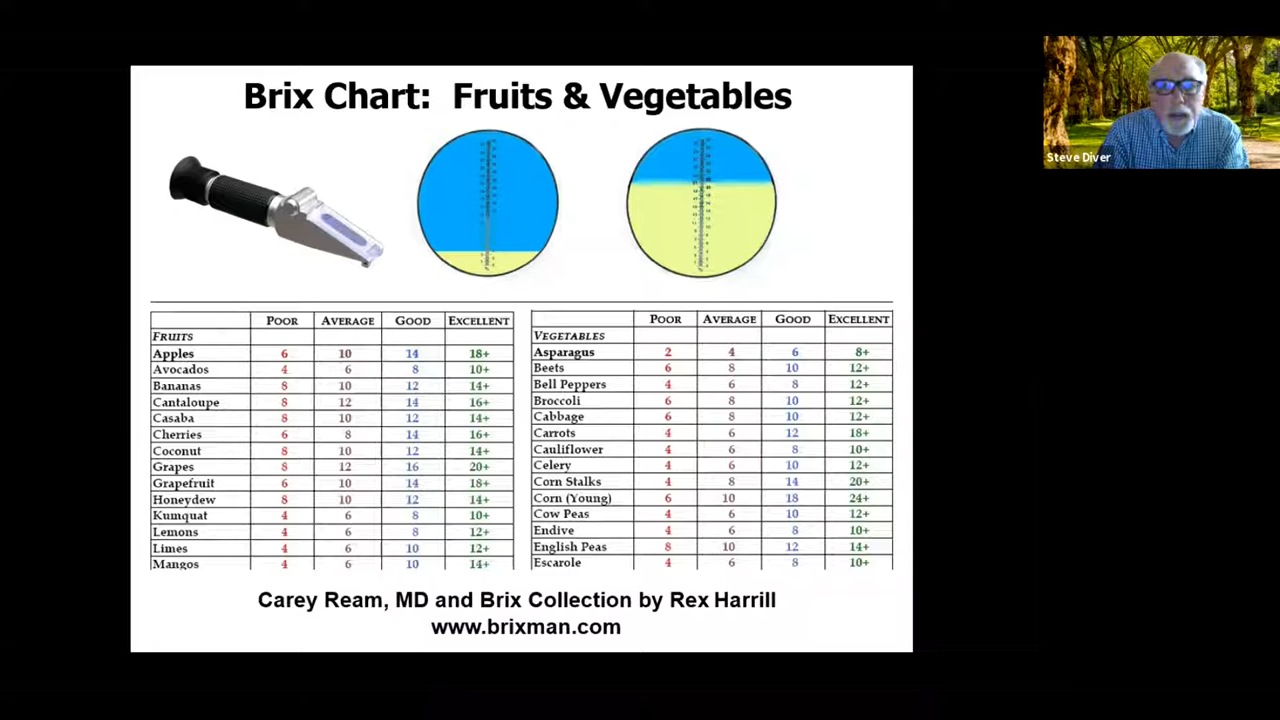 Brix Chart: Fruits & Vegetables
Steve Diver
POOR AVERAGE GOOD EXCELLENT
FRUITS
Apples 6 10 14 18+
Avocados 4 6 8 10+
Bananas 8 10 12 14+
Cantaloupe 8 12 14 16+
Casaba 8 10 12 14+
Cherries 6 8 14 16+
Coconut 8 10 12 14+
Grapes 8 12 16 20+
Grapefruit 6 10 14 18+
Honeydew 8 10 12 14+
Kumquat 4 6 8 10+
Lemons 4 6 8 12+
Limes 4 6 10 12+
Mangos 4 6 10 14+
POOR AVERAGE GOOD EXCELLENT
VEGETABLES
Asparagus 2 4 6 8+
Beets 6 8 10 12+
Bell Peppers 4 6 8 12+
Broccoli 6 8 10 12+
Cabbage 6 8 10 12+
Carrots 4 6 12 18+
Cauliflower 4 6 8 10+
Celery 4 6 10 12+
Corn Stalks 4 8 14 20+
Corn (Young) 6 10 18 24+
Cow Peas 4 6 10 12+
Endive 4 6 8 10+
English Peas 8 10 12 14+
Escarole 4 6 8 10+
Carey Ream, MD and Brix Collection by Rex Harrill
www.brixman.com